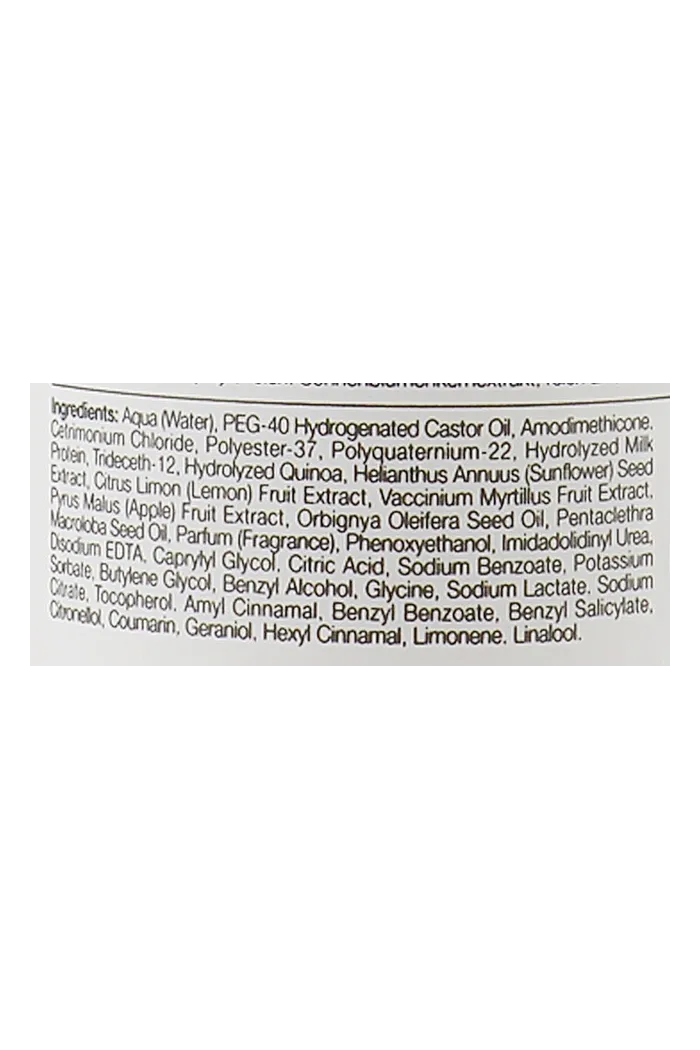 Ingredients: Aqua (Water), PEG-40 Hydrogenated Castor Oil, Amodimethicone.
Cetrimonium Chloride, Polyester-37, Polyquaternium-22, Hydrolyzed Milk
Protein, Trideceth-12, Hydrolyzed Quinoa, Helianthus Annuus (Sunflower) Seed
Extract, Citrus Limon (Lemon) Fruit Extract, Vaccinium Myrtillus Fruit Extract,
Pyrus Malus (Apple) Fruit Extract, Orbignya Oleifera Seed Oil, Pentaclethra
Macroloba Seed Oil, Parfum (Fragrance), Phenoxyethanol, Imidadolidinyl Urea,
Disodium EDTA, Caprylyl Glycol. Citric Acid, Sodium Benzoate, Potassium
Sorbate, Butylene Glycol, Benzyl Alcohol, Glycine, Sodium Lactate. Sodium
Citrate, Tocopherol. Amyl Cinnamal, Benzyl Benzoate, Benzyl Salicylate,
Citronellol, Coumarin, Geraniol, Hexyl Cinnamal, Limonene. Linalool.